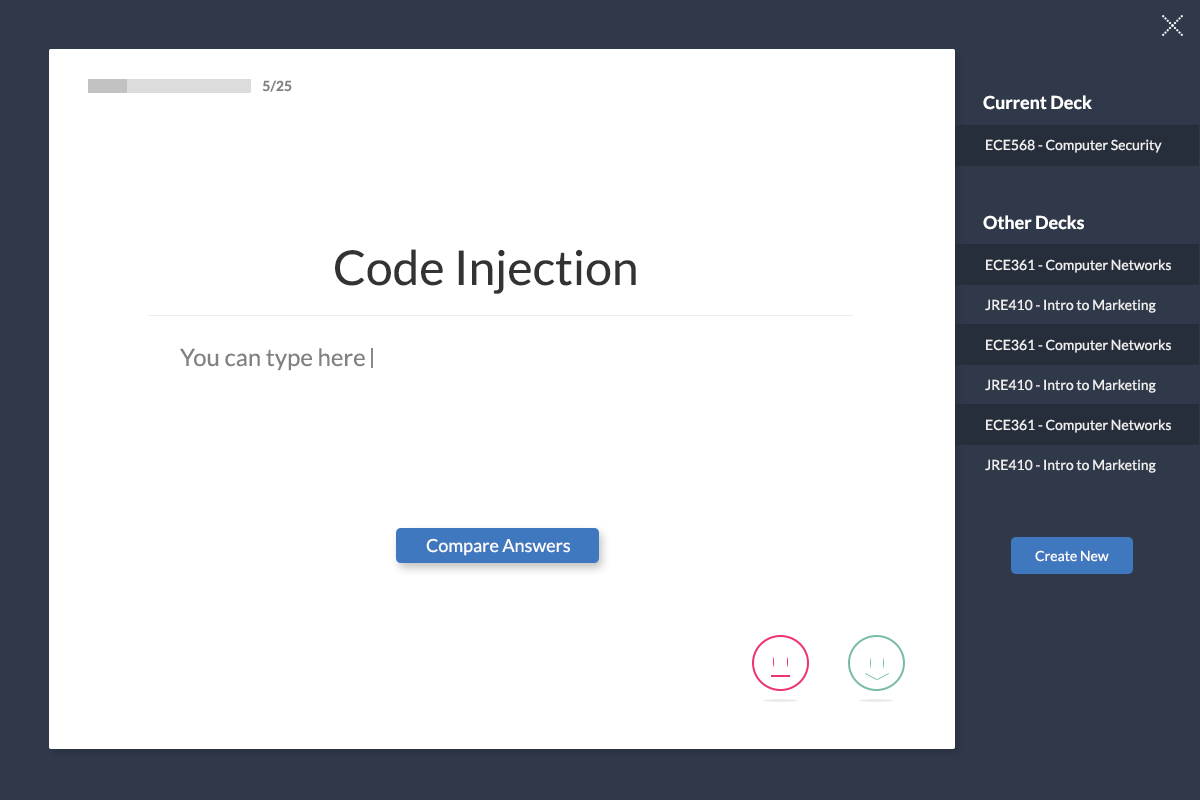 5/25
Code Injection
You can type here
Compare Answers
Current Deck
ECE568 - Computer Security
Other Decks
ECE361 - Computer Networks
JRE410 - Intro to Marketing
ECE361 - Computer Networks
JRE410 - Intro to Marketing
ECE361 - Computer Networks
JRE410 - Intro to Marketing
Create New